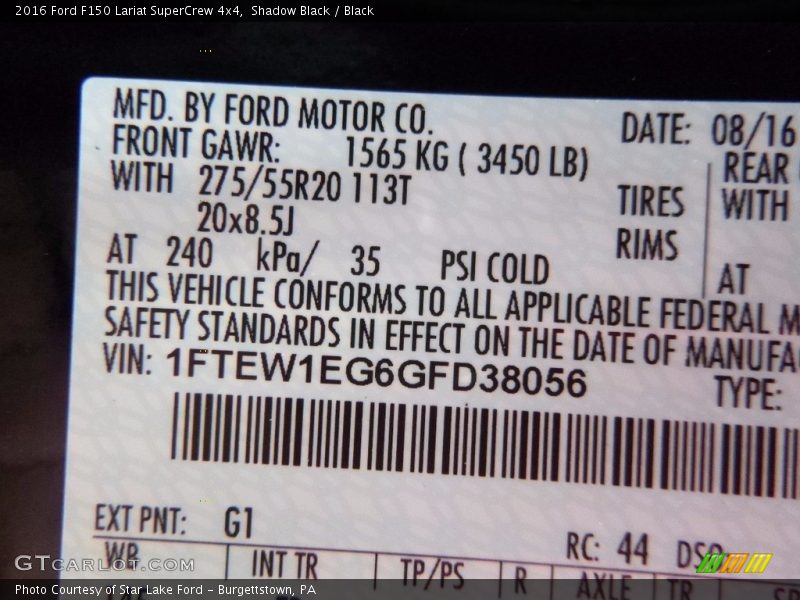 2016 Ford F150 Lariat SuperCrew 4x4,  Shadow Black / Black
MFD. BY FORD MOTOR CO.
DATE: 08/16
FRONT GAWR: 1565 KG ( 3450 LB)
REAR
WITH 275/55R20 113T TIRES
WITH
20x8.5J RIMS
AT 240 kPa/ 35 PSI COLD
AT
THIS VEHICLE CONFORMS TO ALL APPLICABLE FEDERAL M
SAFETY STANDARDS IN EFFECT ON THE DATE OF MANUFA
VIN: 1FTEW1EG6GFD38056 TYPE:
EXT PNT: G1 RC: 44 DSO
WB INT TR TP/PS R AXLE TR
GTcarlot.com
Photo Courtesy of Star Lake Ford – Burgettstown, PA